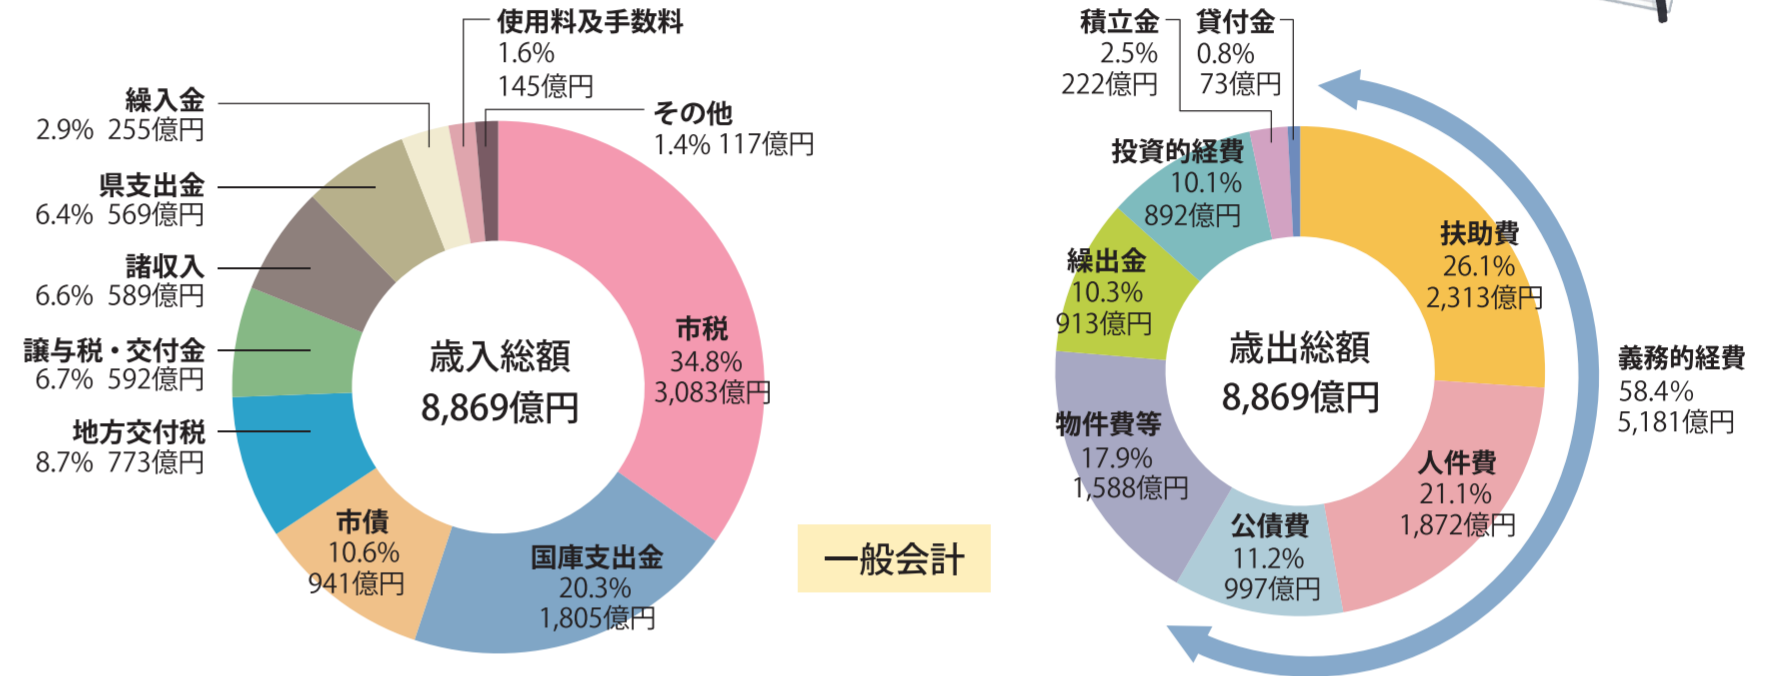 使用料及手数料
1.6%
145億円
その他
1.4% 117億円
繰入金
2.9% 255億円
県支出金
6.4% 569億円
諸収入
6.6% 589億円
譲与税・交付金
6.7% 592億円
地方交付税
8.7% 773億円
市債
10.6%
941億円
国庫支出金
20.3%
1,805億円
市税
34.8%
3,083億円
歳入総額
8,869億円
一般会計
積立金
2.5%
222億円
貸付金
0.8%
73億円
投資的経費
10.1%
892億円
繰出金
10.3%
913億円
物件費等
17.9%
1,588億円
公債費
11.2%
997億円
人件費
21.1%
1,872億円
扶助費
26.1%
2,313億円
歳出総額
8,869億円
義務的経費
58.4%
5,181億円